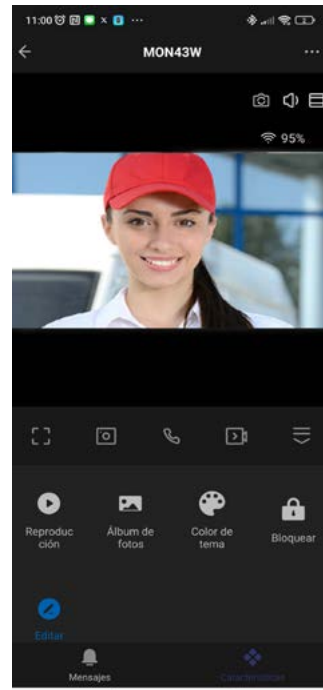 11:00
MON43W
95%
Reproduc
ción
Álbum de
fotos
Color de
tema
Bloquear
Editar
Mensajes
Características